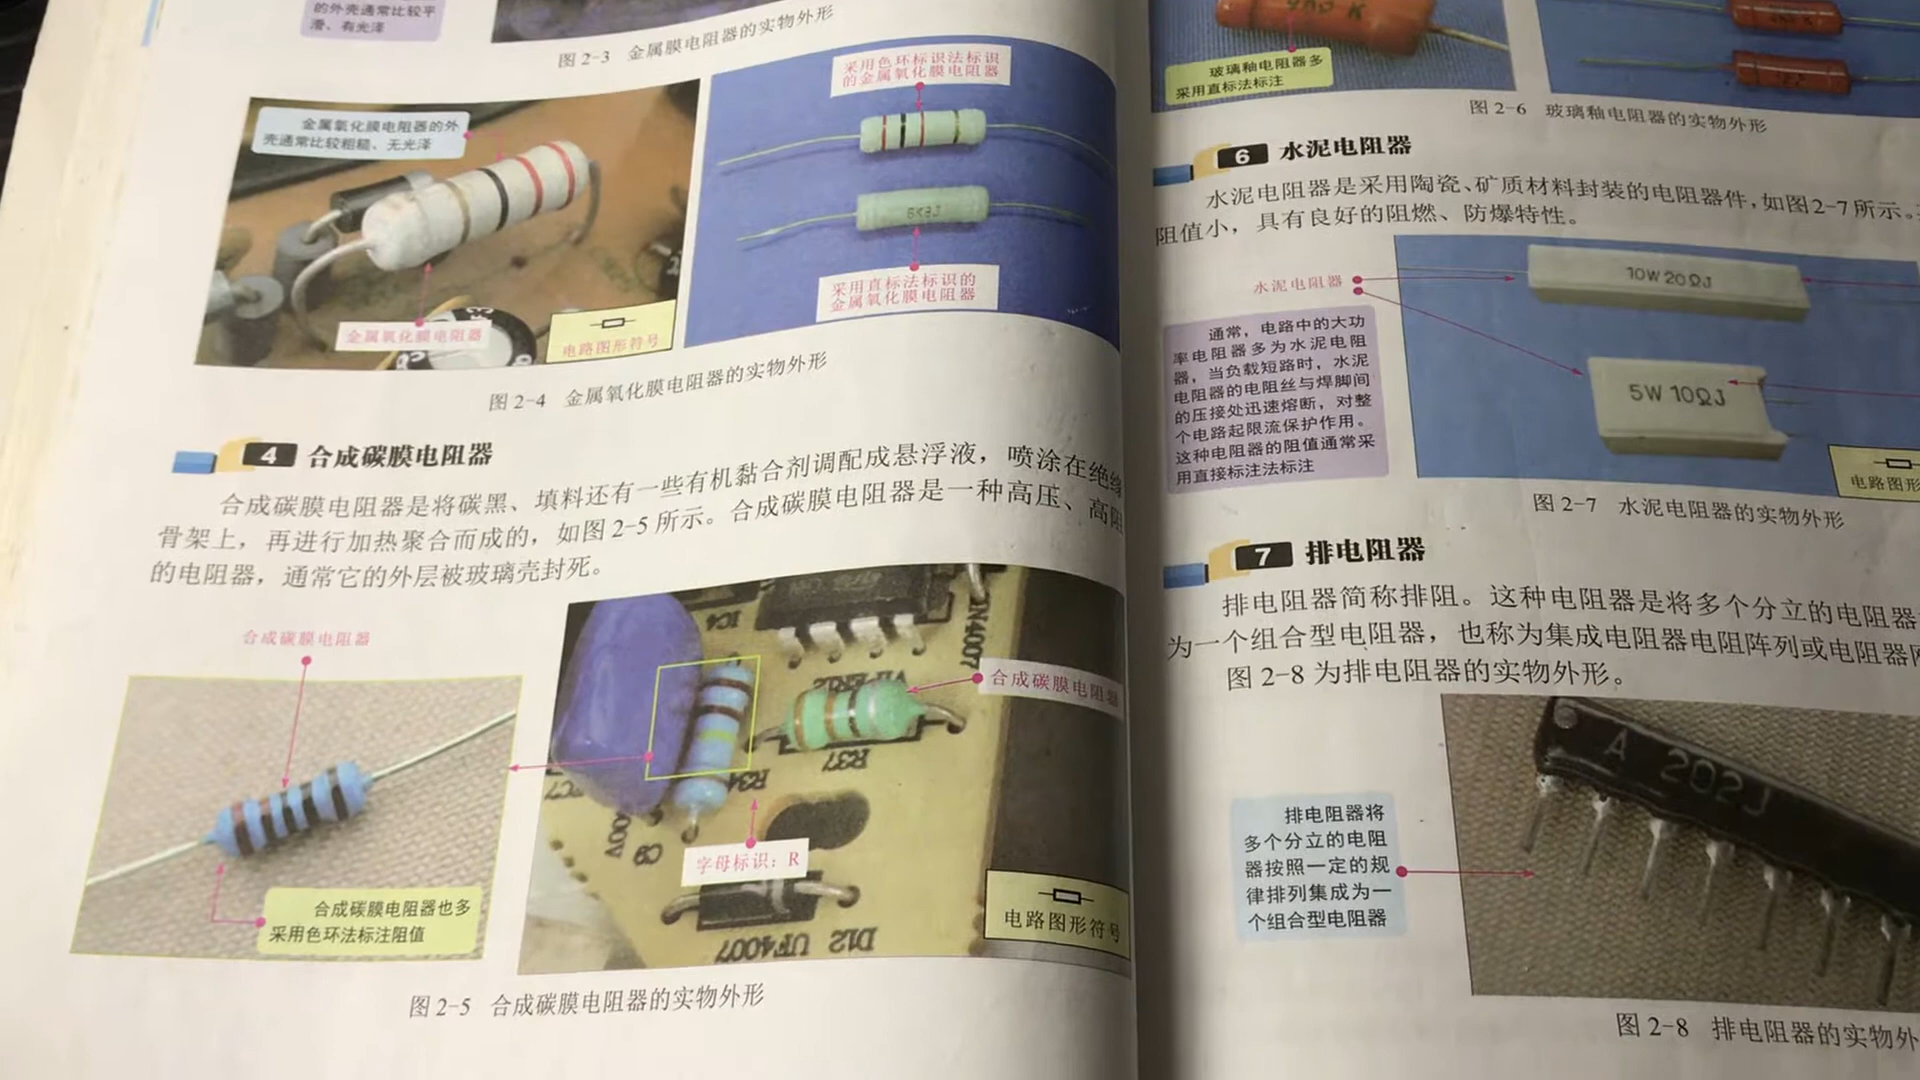 的外壳通常比较平
滑、有光泽
图2-3 金属膜电阻器的实物外形
金属氧化膜电阻器的外
壳通常比较粗糙、无光泽
金属氧化膜电阻器
电路图形符号
采用色环标识法标识
的金属氧化膜电阻器
采用直标法标识的
金属氧化膜电阻器
图2-4 金属氧化膜电阻器的实物外形
4 合成碳膜电阻器
合成碳膜电阻器是将碳黑、填料还有一些有机黏合剂调配成悬浮液，喷涂在绝缘
骨架上，再进行加热聚合而成的，如图2-5所示。合成碳膜电阻器是一种高压、高阻
的电阻器，通常它的外层被玻璃壳封死。
合成碳膜电阻器
合成碳膜电阻器也多
采用色环法标注阻值
IC4
1N4007
合成碳膜电阻器
R37
R34
C7
字母标识：R
D12 UF4007
电路图形符号
图2-5 合成碳膜电阻器的实物外形
玻璃釉电阻器多
采用直标法标注
图2-6 玻璃釉电阻器的实物外形
6 水泥电阻器
水泥电阻器是采用陶瓷、矿质材料封装的电阻器件，如图2-7所示。
阻值小，具有良好的阻燃、防爆特性。
水泥电阻器
10W20ΩJ
5W10ΩJ
通常，电路中的大功
率电阻器多为水泥电阻
器，当负载短路时，水泥
电阻器的电阻丝与焊脚间
的压接处迅速熔断，对整
个电路起限流保护作用。
这种电阻器的阻值通常采
用直接标注法标注
电路图形
图2-7 水泥电阻器的实物外形
7 排电阻器
排电阻器简称排阻。这种电阻器是将多个分立的电阻器
为一个组合型电阻器，也称为集成电阻器电阻阵列或电阻器网
图2-8为排电阻器的实物外形。
A 202J
排电阻器将
多个分立的电阻
器按照一定的规
律排列集成为一
个组合型电阻器
图2-8 排电阻器的实物外